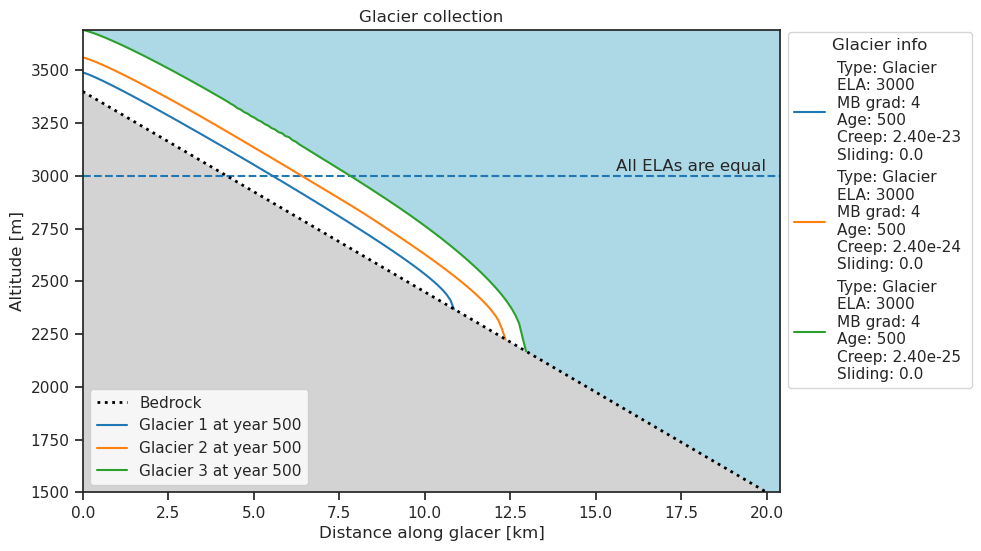 Glacier collection
Altitude [m]
3500
3250
3000
2750
2500
2250
2000
1750
1500
All ELAs are equal
Bedrock
Glacier 1 at year 500
Glacier 2 at year 500
Glacier 3 at year 500
0.0
2.5
5.0
7.5
10.0
12.5
15.0
17.5
20.0
Distance along glacer [km]
Glacier info
Type: Glacier
ELA: 3000
MB grad: 4
Age: 500
Creep: 2.40e-23
Sliding: 0.0
Type: Glacier
ELA: 3000
MB grad: 4
Age: 500
Creep: 2.40e-24
Sliding: 0.0
Type: Glacier
ELA: 3000
MB grad: 4
Age: 500
Creep: 2.40e-25
Sliding: 0.0